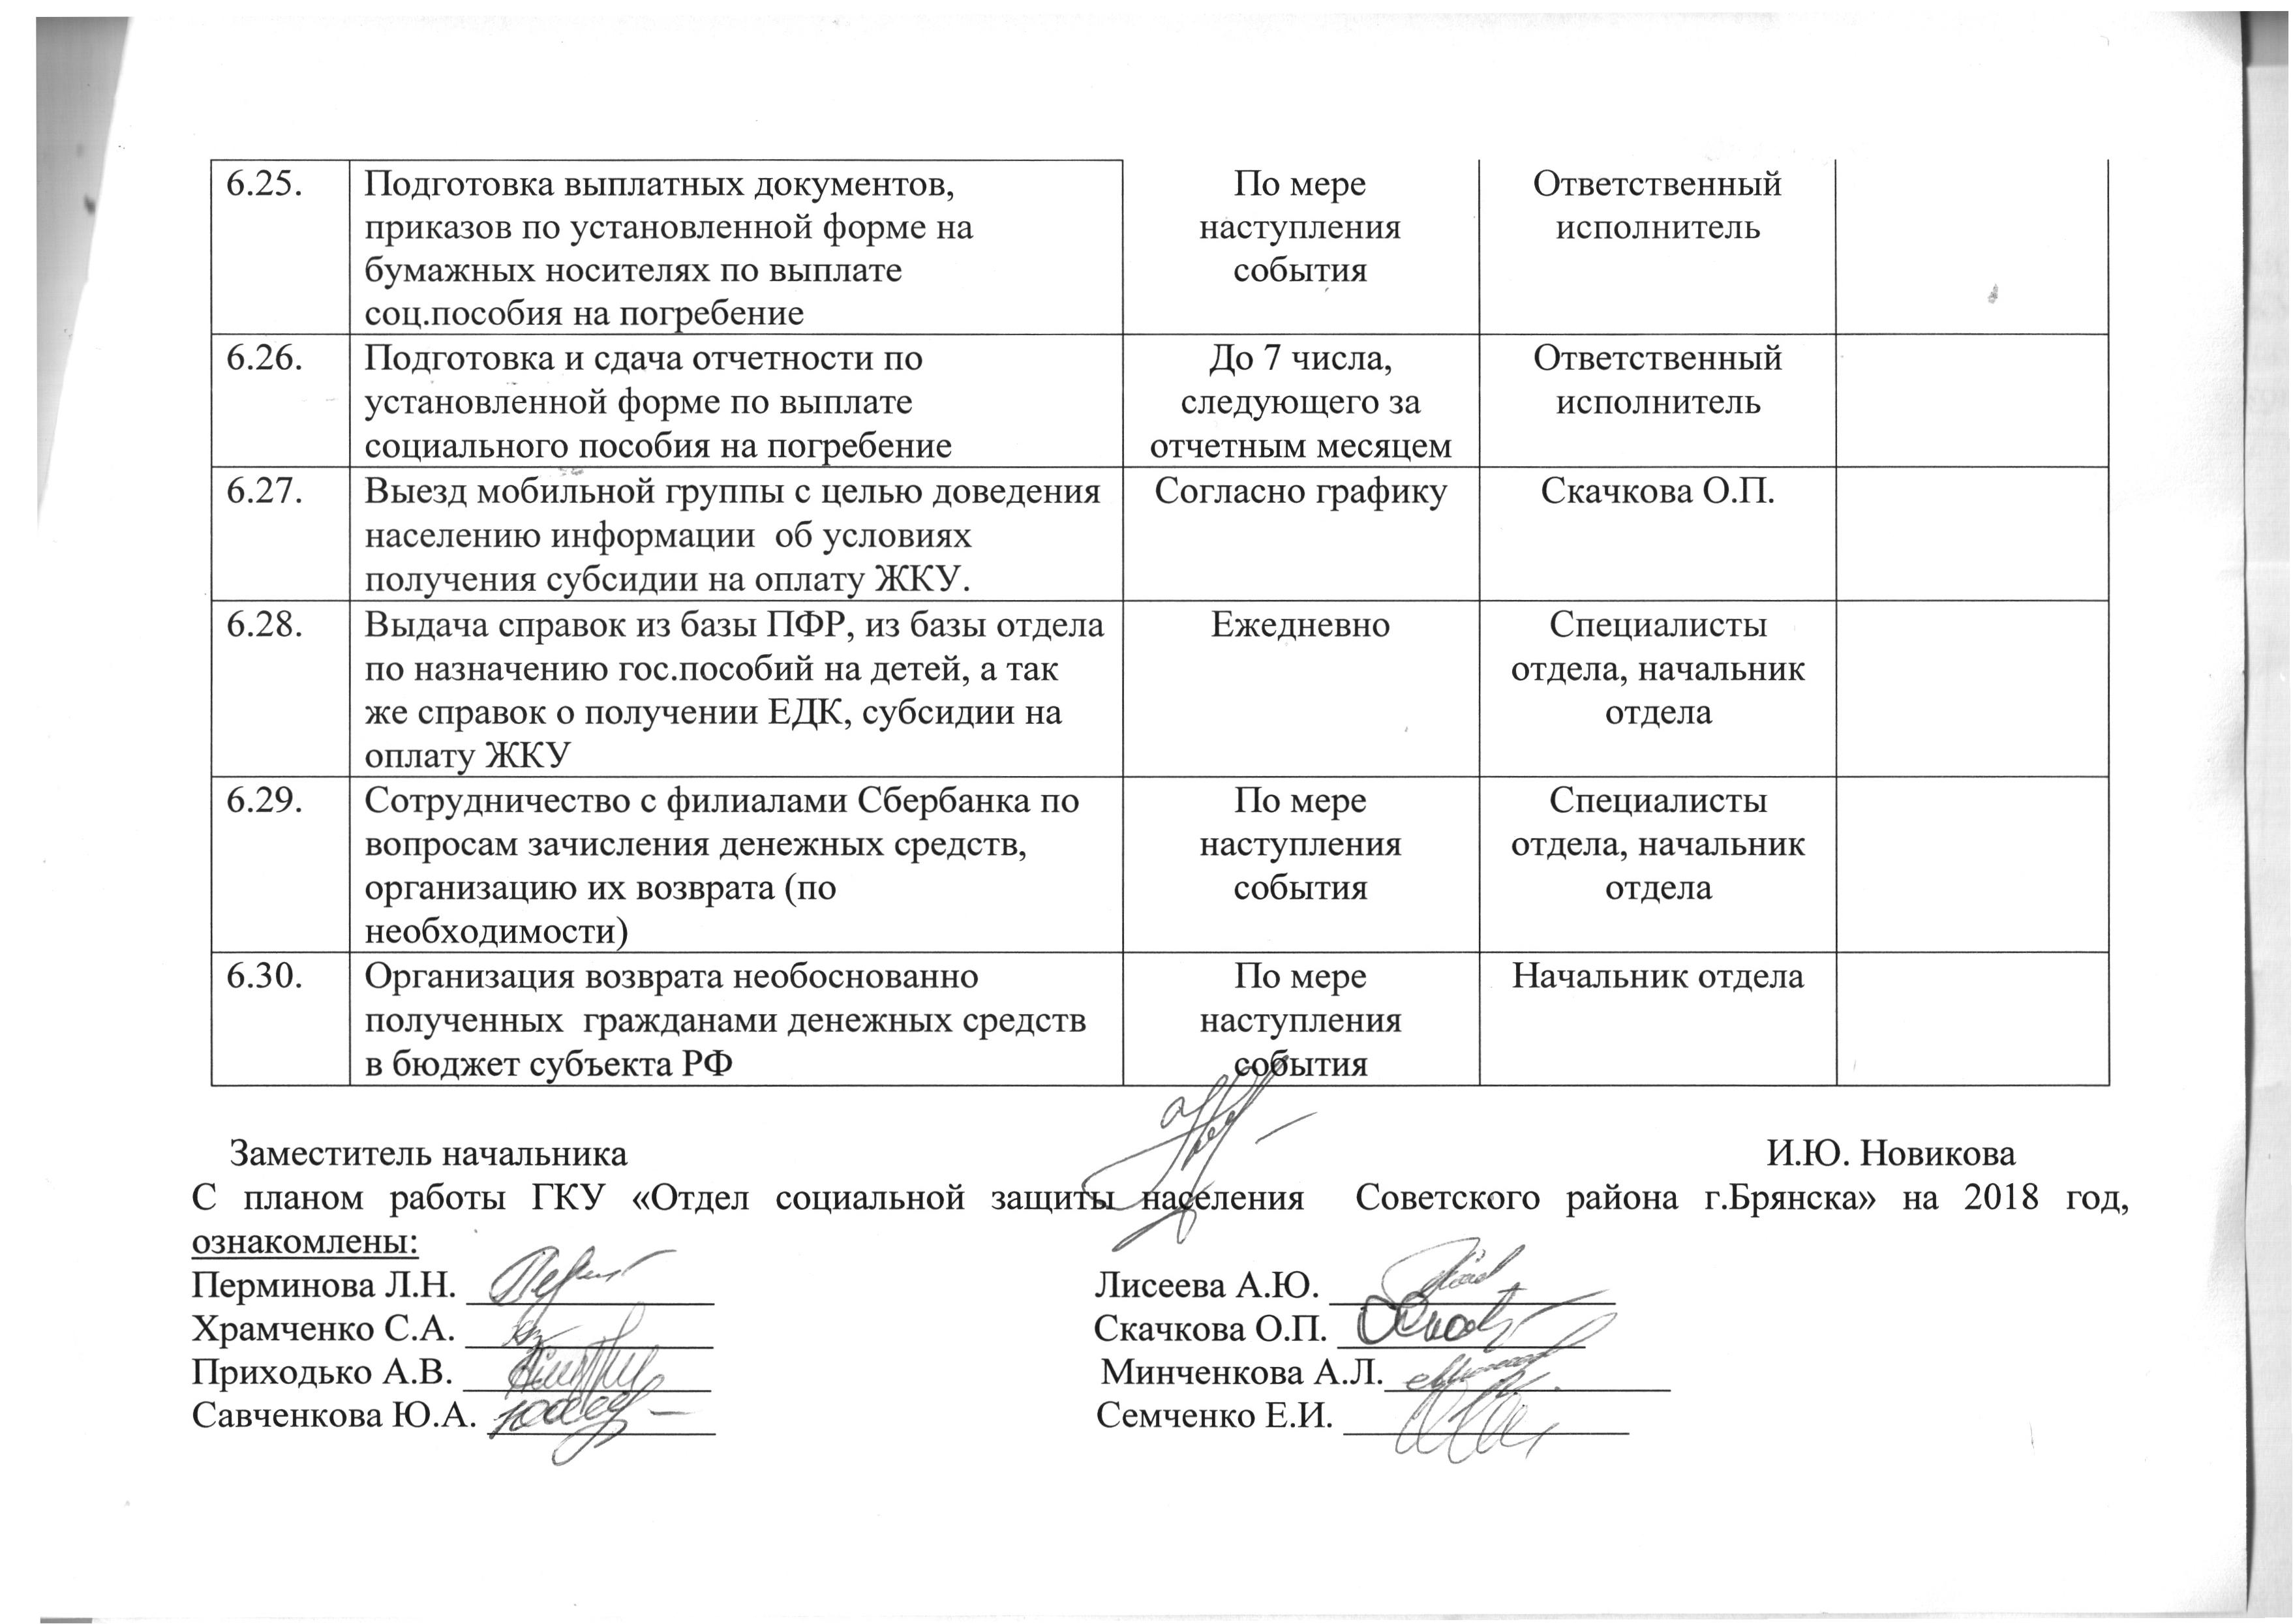 6.25. Подготовка выплатных документов, По мере Ответственный
приказов по установленной форме на наступления исполнитель
бумажных носителях по выплате события
соц.пособия на погребение
6.26. Подготовка и сдача отчетности по До 7 числа, Ответственный
установленной форме по выплате следующего за исполнитель
социального пособия на погребение отчетным месяцем
6.27. Выезд мобильной группы с целью доведения Согласно графику Скачкова О.П.
населению информации об условиях
получения субсидии на оплату ЖКУ.
6.28. Выдача справок из базы ПФР, из базы отдела Ежедневно Специалисты
по назначению гос.пособий на детей, а так отдела, начальник
же справок о получении ЕДК, субсидии на отдела
оплату ЖКУ
6.29. Сотрудничество с филиалами Сбербанка по По мере Специалисты
вопросам зачисления денежных средств, наступления отдела, начальник
организацию их возврата (по события отдела
необходимости)
6.30. Организация возврата необоснованно По мере Начальник отдела
полученных гражданами денежных средств наступления
в бюджет субъекта РФ события
Заместитель начальника И.Ю. Новикова
С планом работы ГКУ «Отдел социальной защиты населения Советского района г.Брянска» на 2018 год,
ознакомлены:
Перминова Л.Н. Лисеева А.Ю.
Храмченко С.А. Скачкова О.П.
Приходько А.В. Минченкова А.Л.
Савченкова Ю.А. Семченко Е.И.